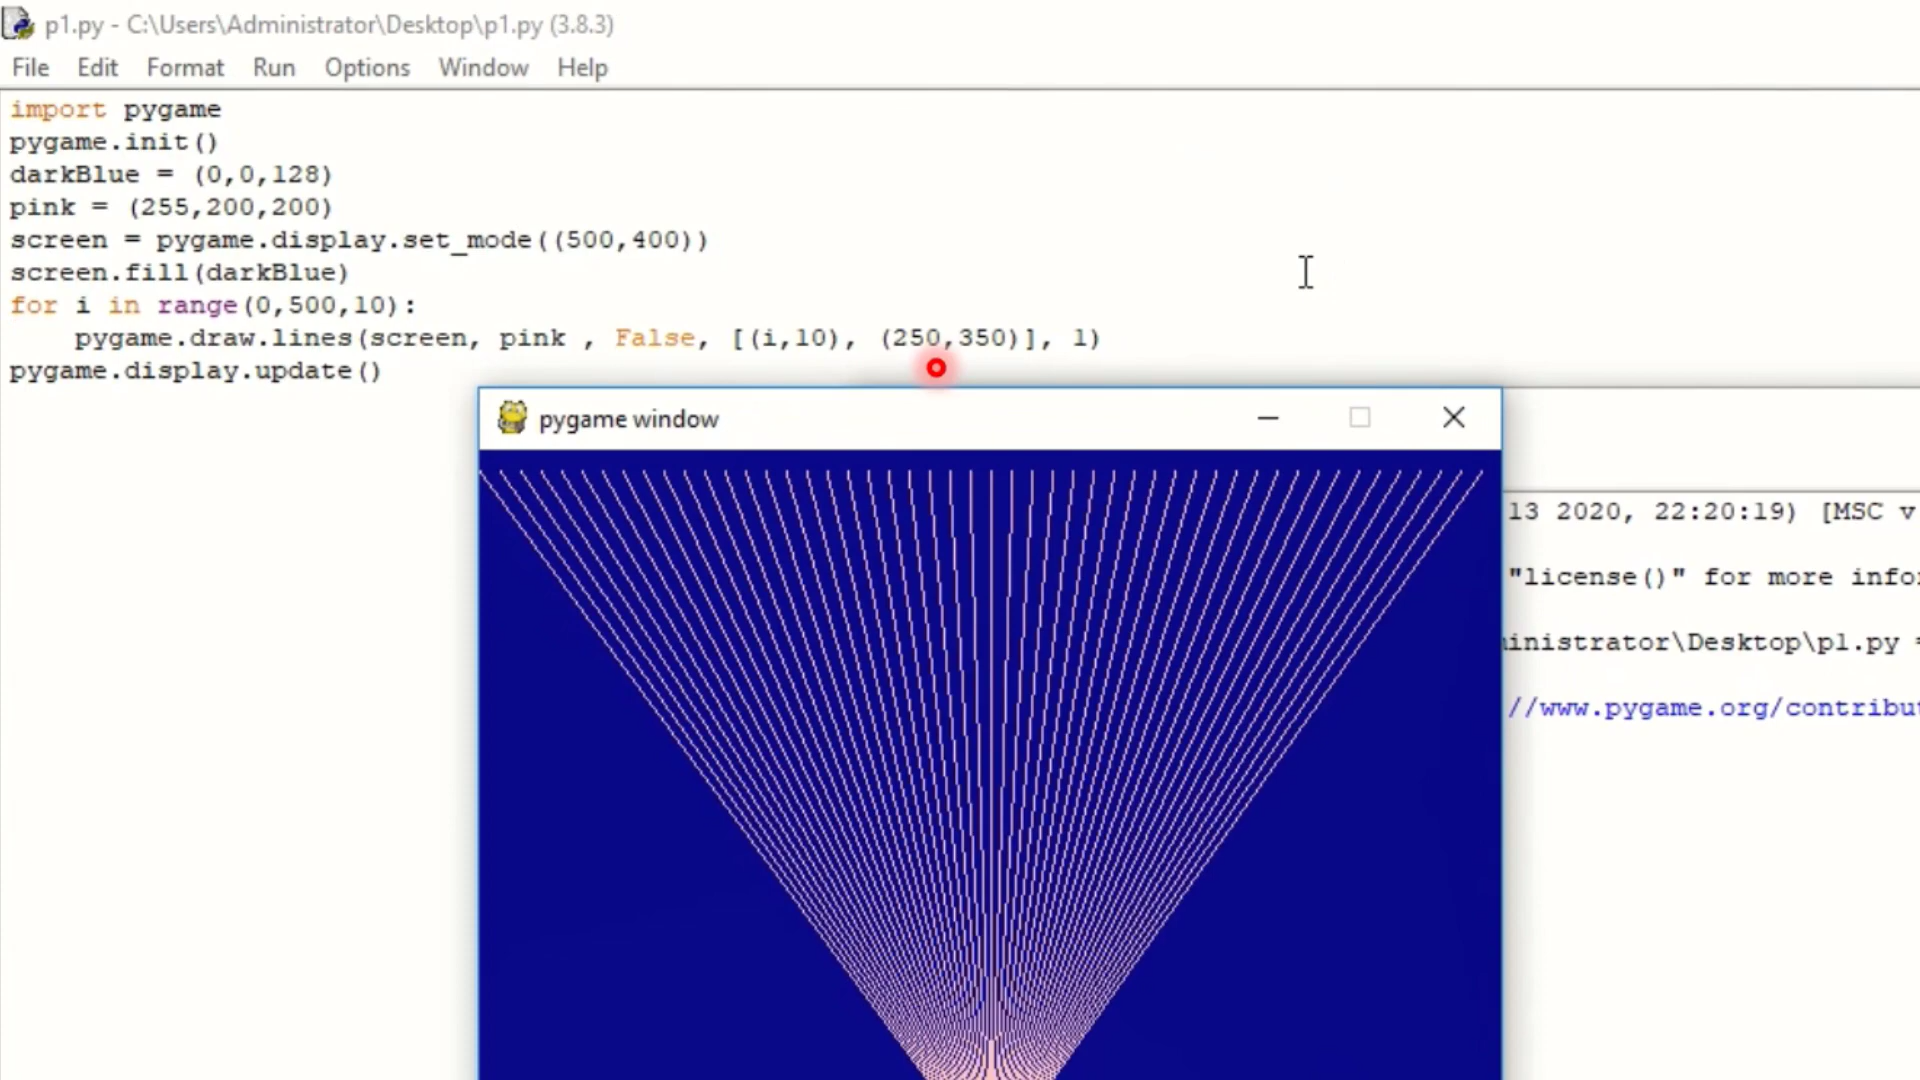 p1.py - C:\Users\Administrator\Desktop\p1.py (3.8.3)
File Edit Format Run Options Window Help
import pygame
pygame.init()
darkBlue = (0,0,128)
pink = (255,200,200)
screen = pygame.display.set_mode((500,400))
screen.fill(darkBlue)
for i in range(0,500,10):
    pygame.draw.lines(screen, pink , False, [(i,10), (250,350)], 1)
pygame.display.update()
pygame window
13 2020, 22:20:19) [MSC v
"license()" for more info
inistrator\Desktop\p1.py =
//www.pygame.org/contribu